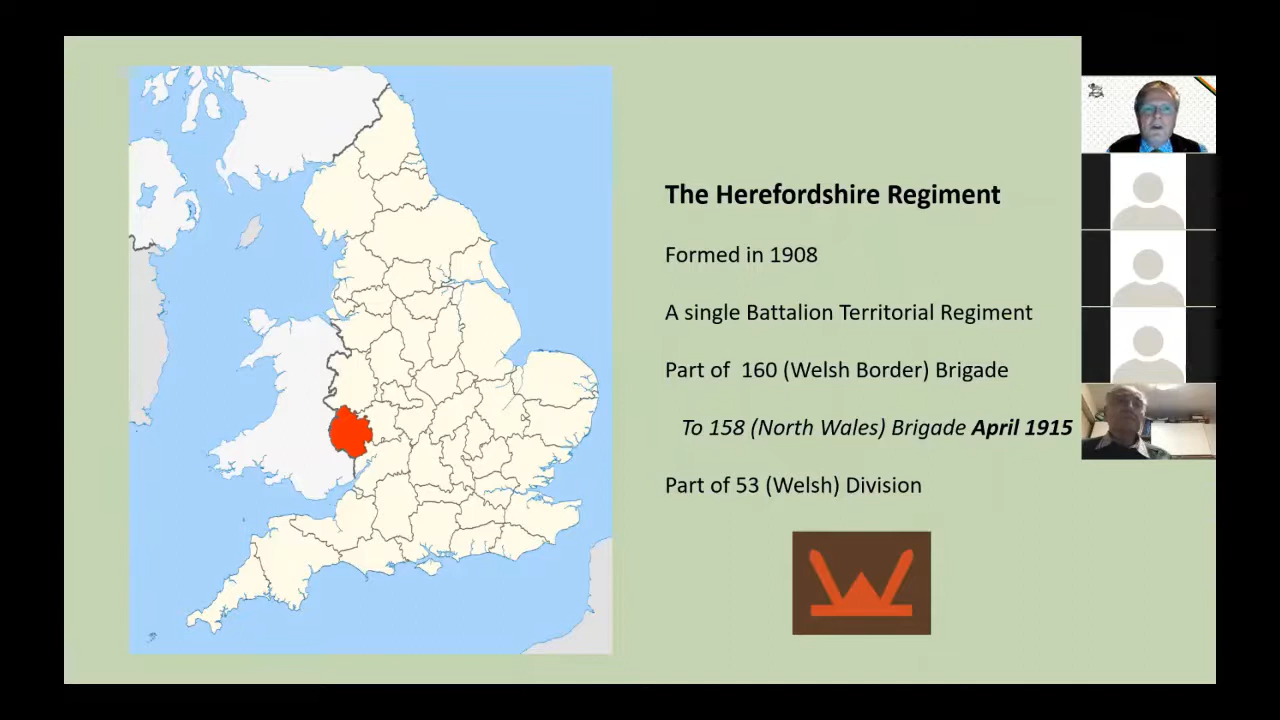 The Herefordshire Regiment
Formed in 1908
A single Battalion Territorial Regiment
Part of 160 (Welsh Border) Brigade
To 158 (North Wales) Brigade April 1915
Part of 53 (Welsh) Division